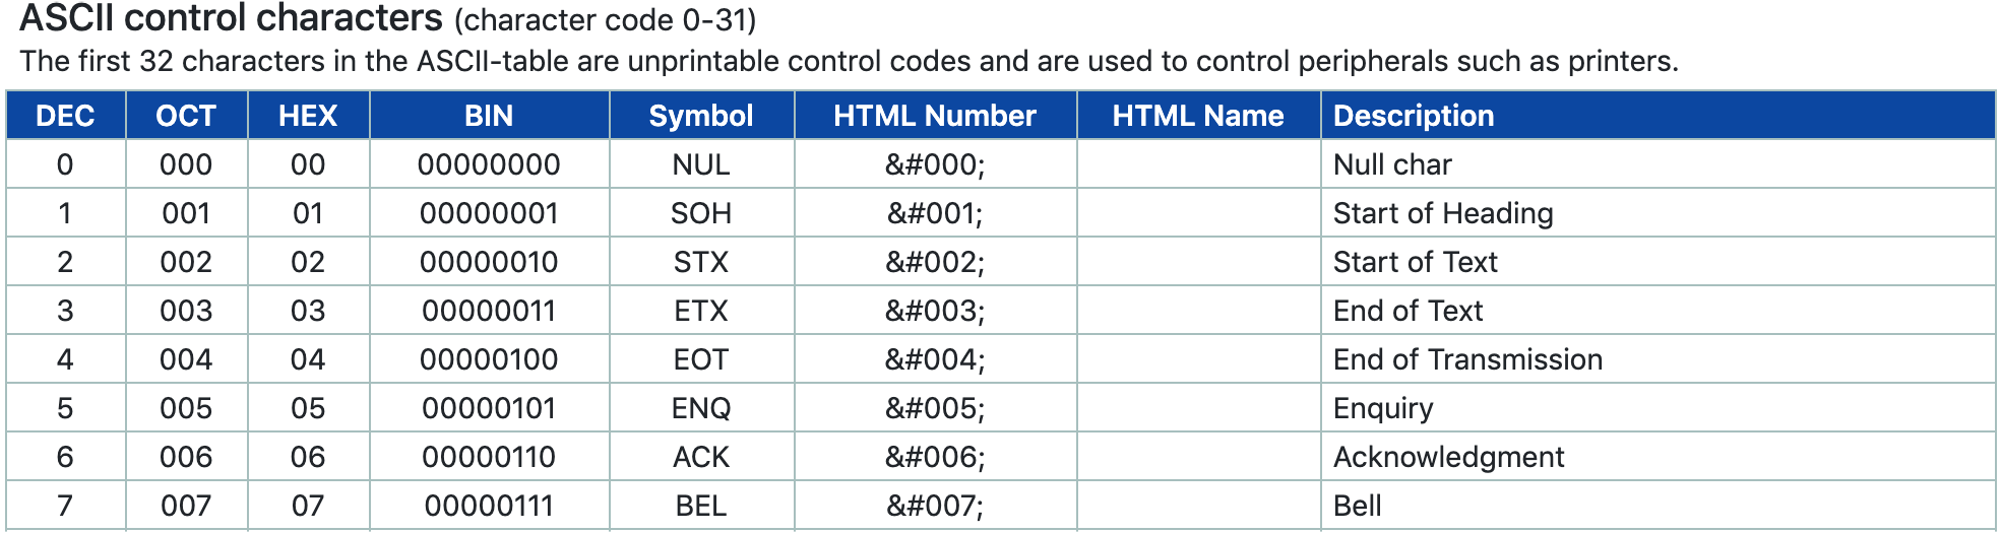 ASCII control characters (character code 0-31)
The first 32 characters in the ASCII-table are unprintable control codes and are used to control peripherals such as printers.
DEC OCT HEX BIN Symbol HTML Number HTML Name Description
0 000 00 00000000 NUL &#000; Null char
1 001 01 00000001 SOH &#001; Start of Heading
2 002 02 00000010 STX &#002; Start of Text
3 003 03 00000011 ETX &#003; End of Text
4 004 04 00000100 EOT &#004; End of Transmission
5 005 05 00000101 ENQ &#005; Enquiry
6 006 06 00000110 ACK &#006; Acknowledgment
7 007 07 00000111 BEL &#007; Bell